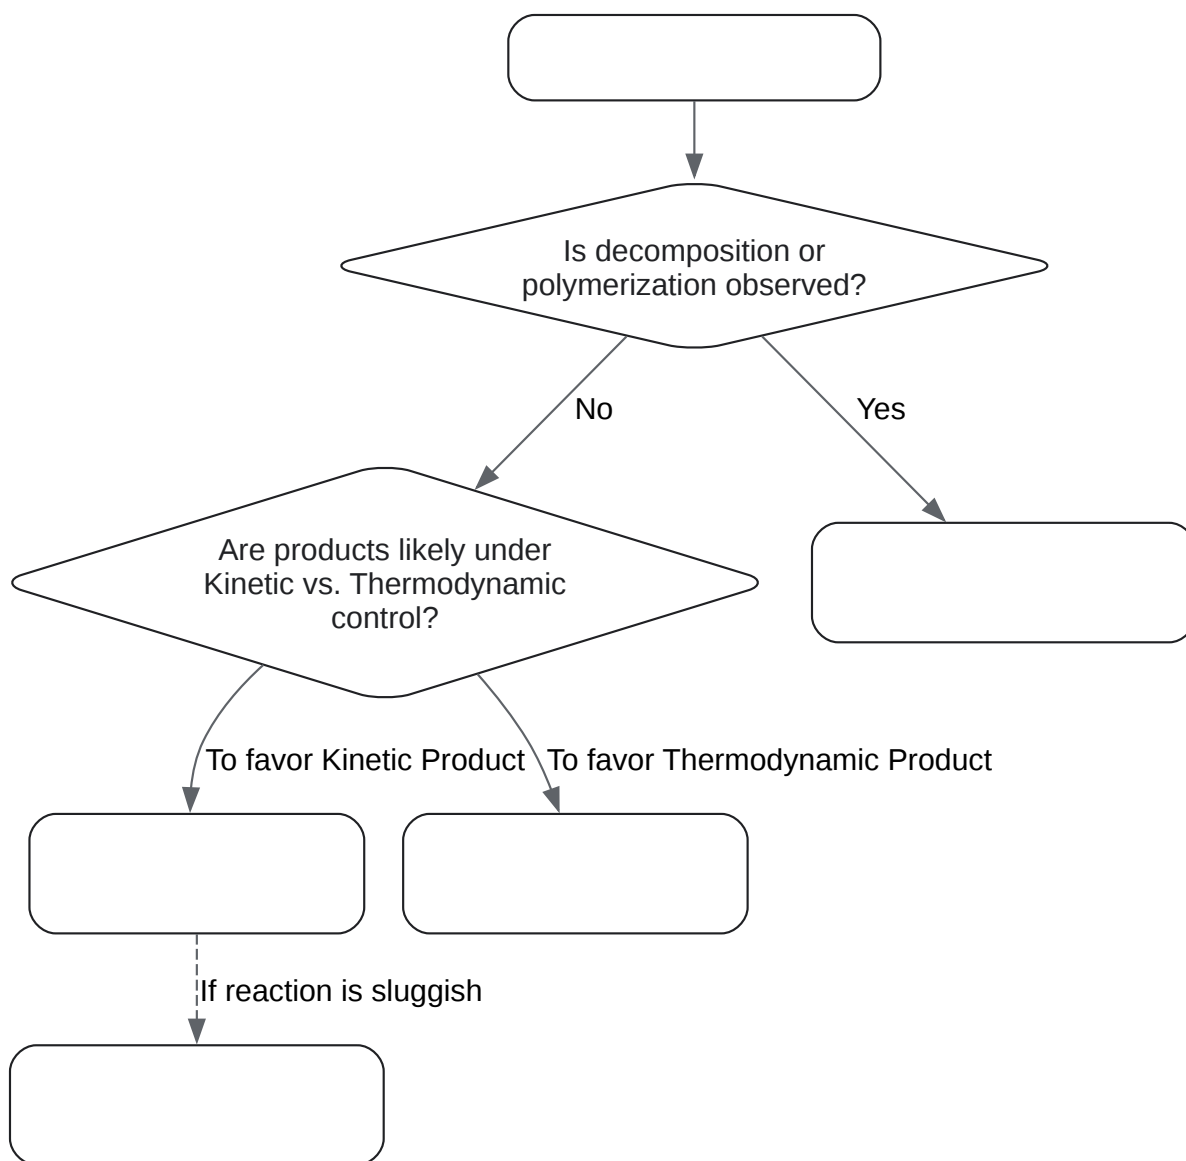 Is decomposition or
polymerization observed?
No
Yes
Are products likely under
Kinetic vs. Thermodynamic
control?
To favor Kinetic Product
To favor Thermodynamic Product
If reaction is sluggish